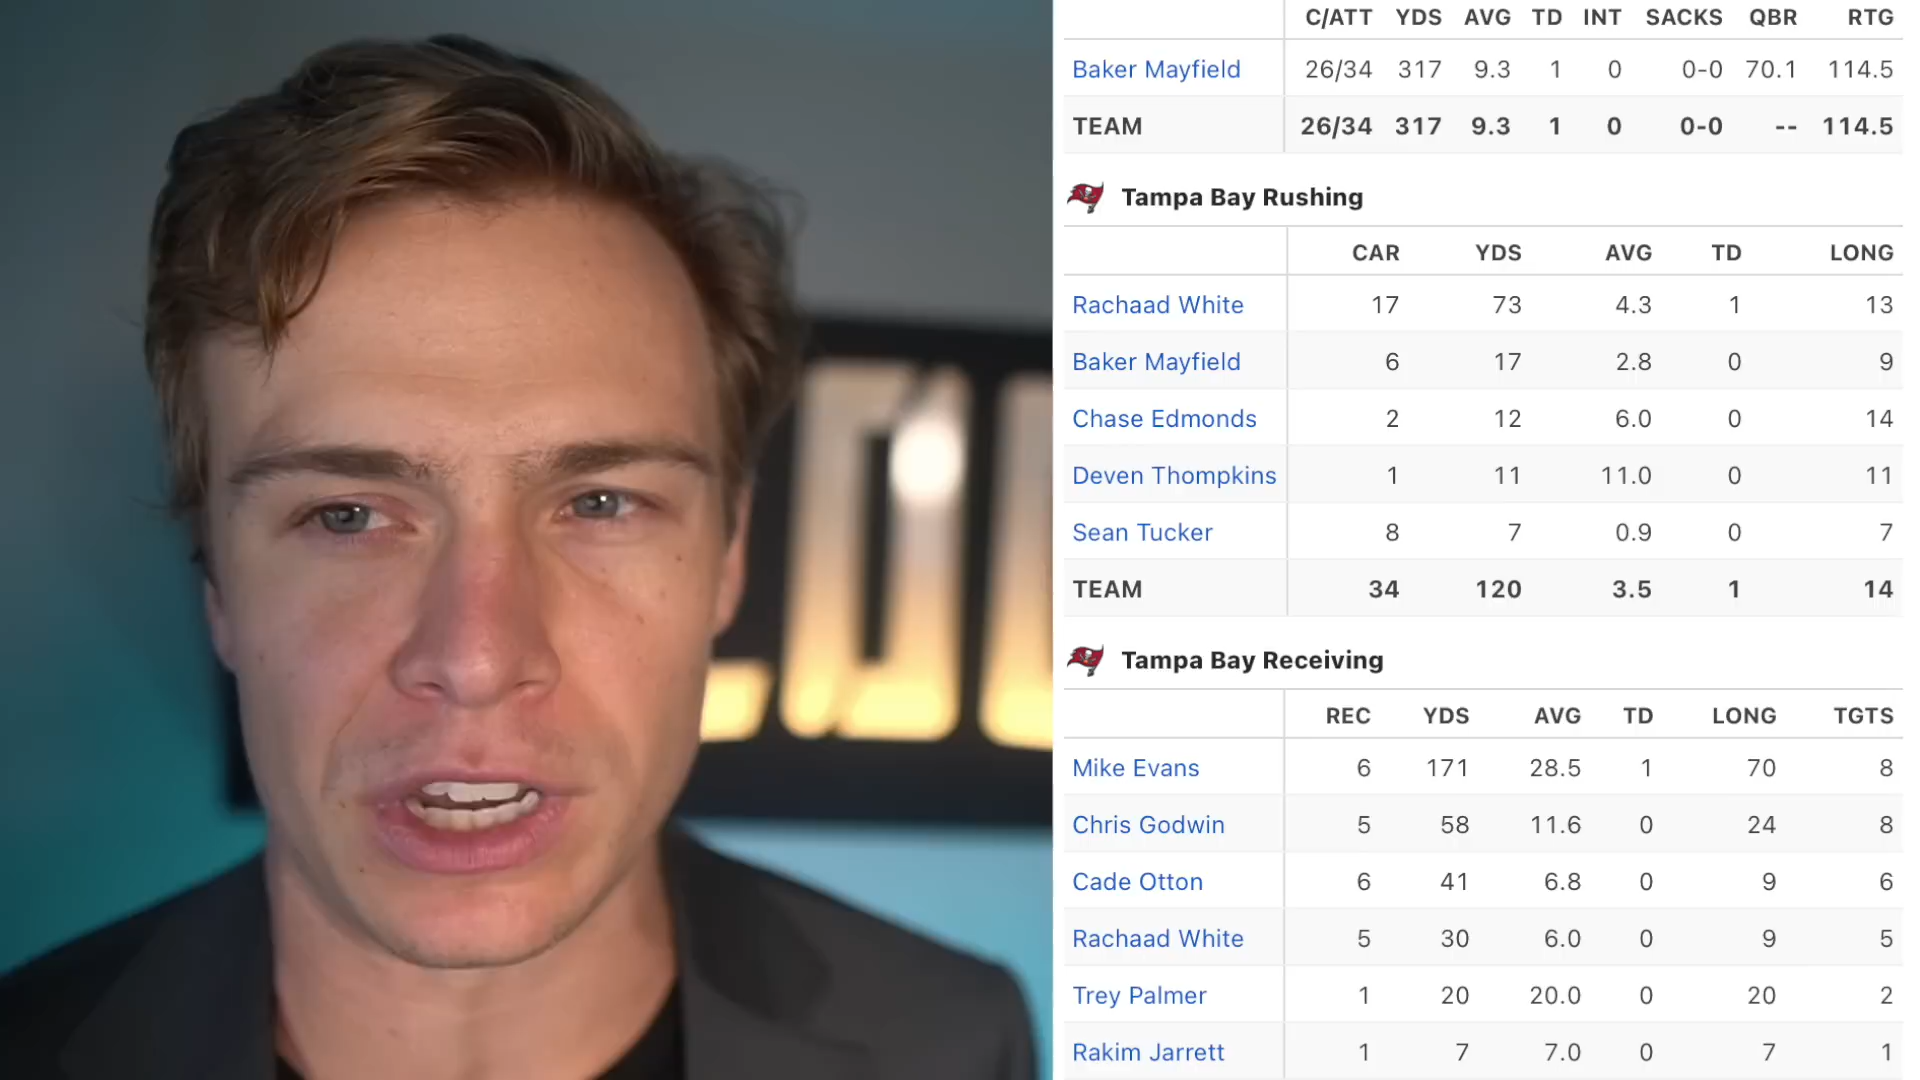 C/ATT YDS AVG TD INT SACKS QBR RTG
Baker Mayfield 26/34 317 9.3 1 0 0-0 70.1 114.5
TEAM 26/34 317 9.3 1 0 0-0 -- 114.5
Tampa Bay Rushing
CAR YDS AVG TD LONG
Rachaad White 17 73 4.3 1 13
Baker Mayfield 6 17 2.8 0 9
Chase Edmonds 2 12 6.0 0 14
Deven Thompkins 1 11 11.0 0 11
Sean Tucker 8 7 0.9 0 7
TEAM 34 120 3.5 1 14
Tampa Bay Receiving
REC YDS AVG TD LONG TGTS
Mike Evans 6 171 28.5 1 70 8
Chris Godwin 5 58 11.6 0 24 8
Cade Otton 6 41 6.8 0 9 6
Rachaad White 5 30 6.0 0 9 5
Trey Palmer 1 20 20.0 0 20 2
Rakim Jarrett 1 7 7.0 0 7 1